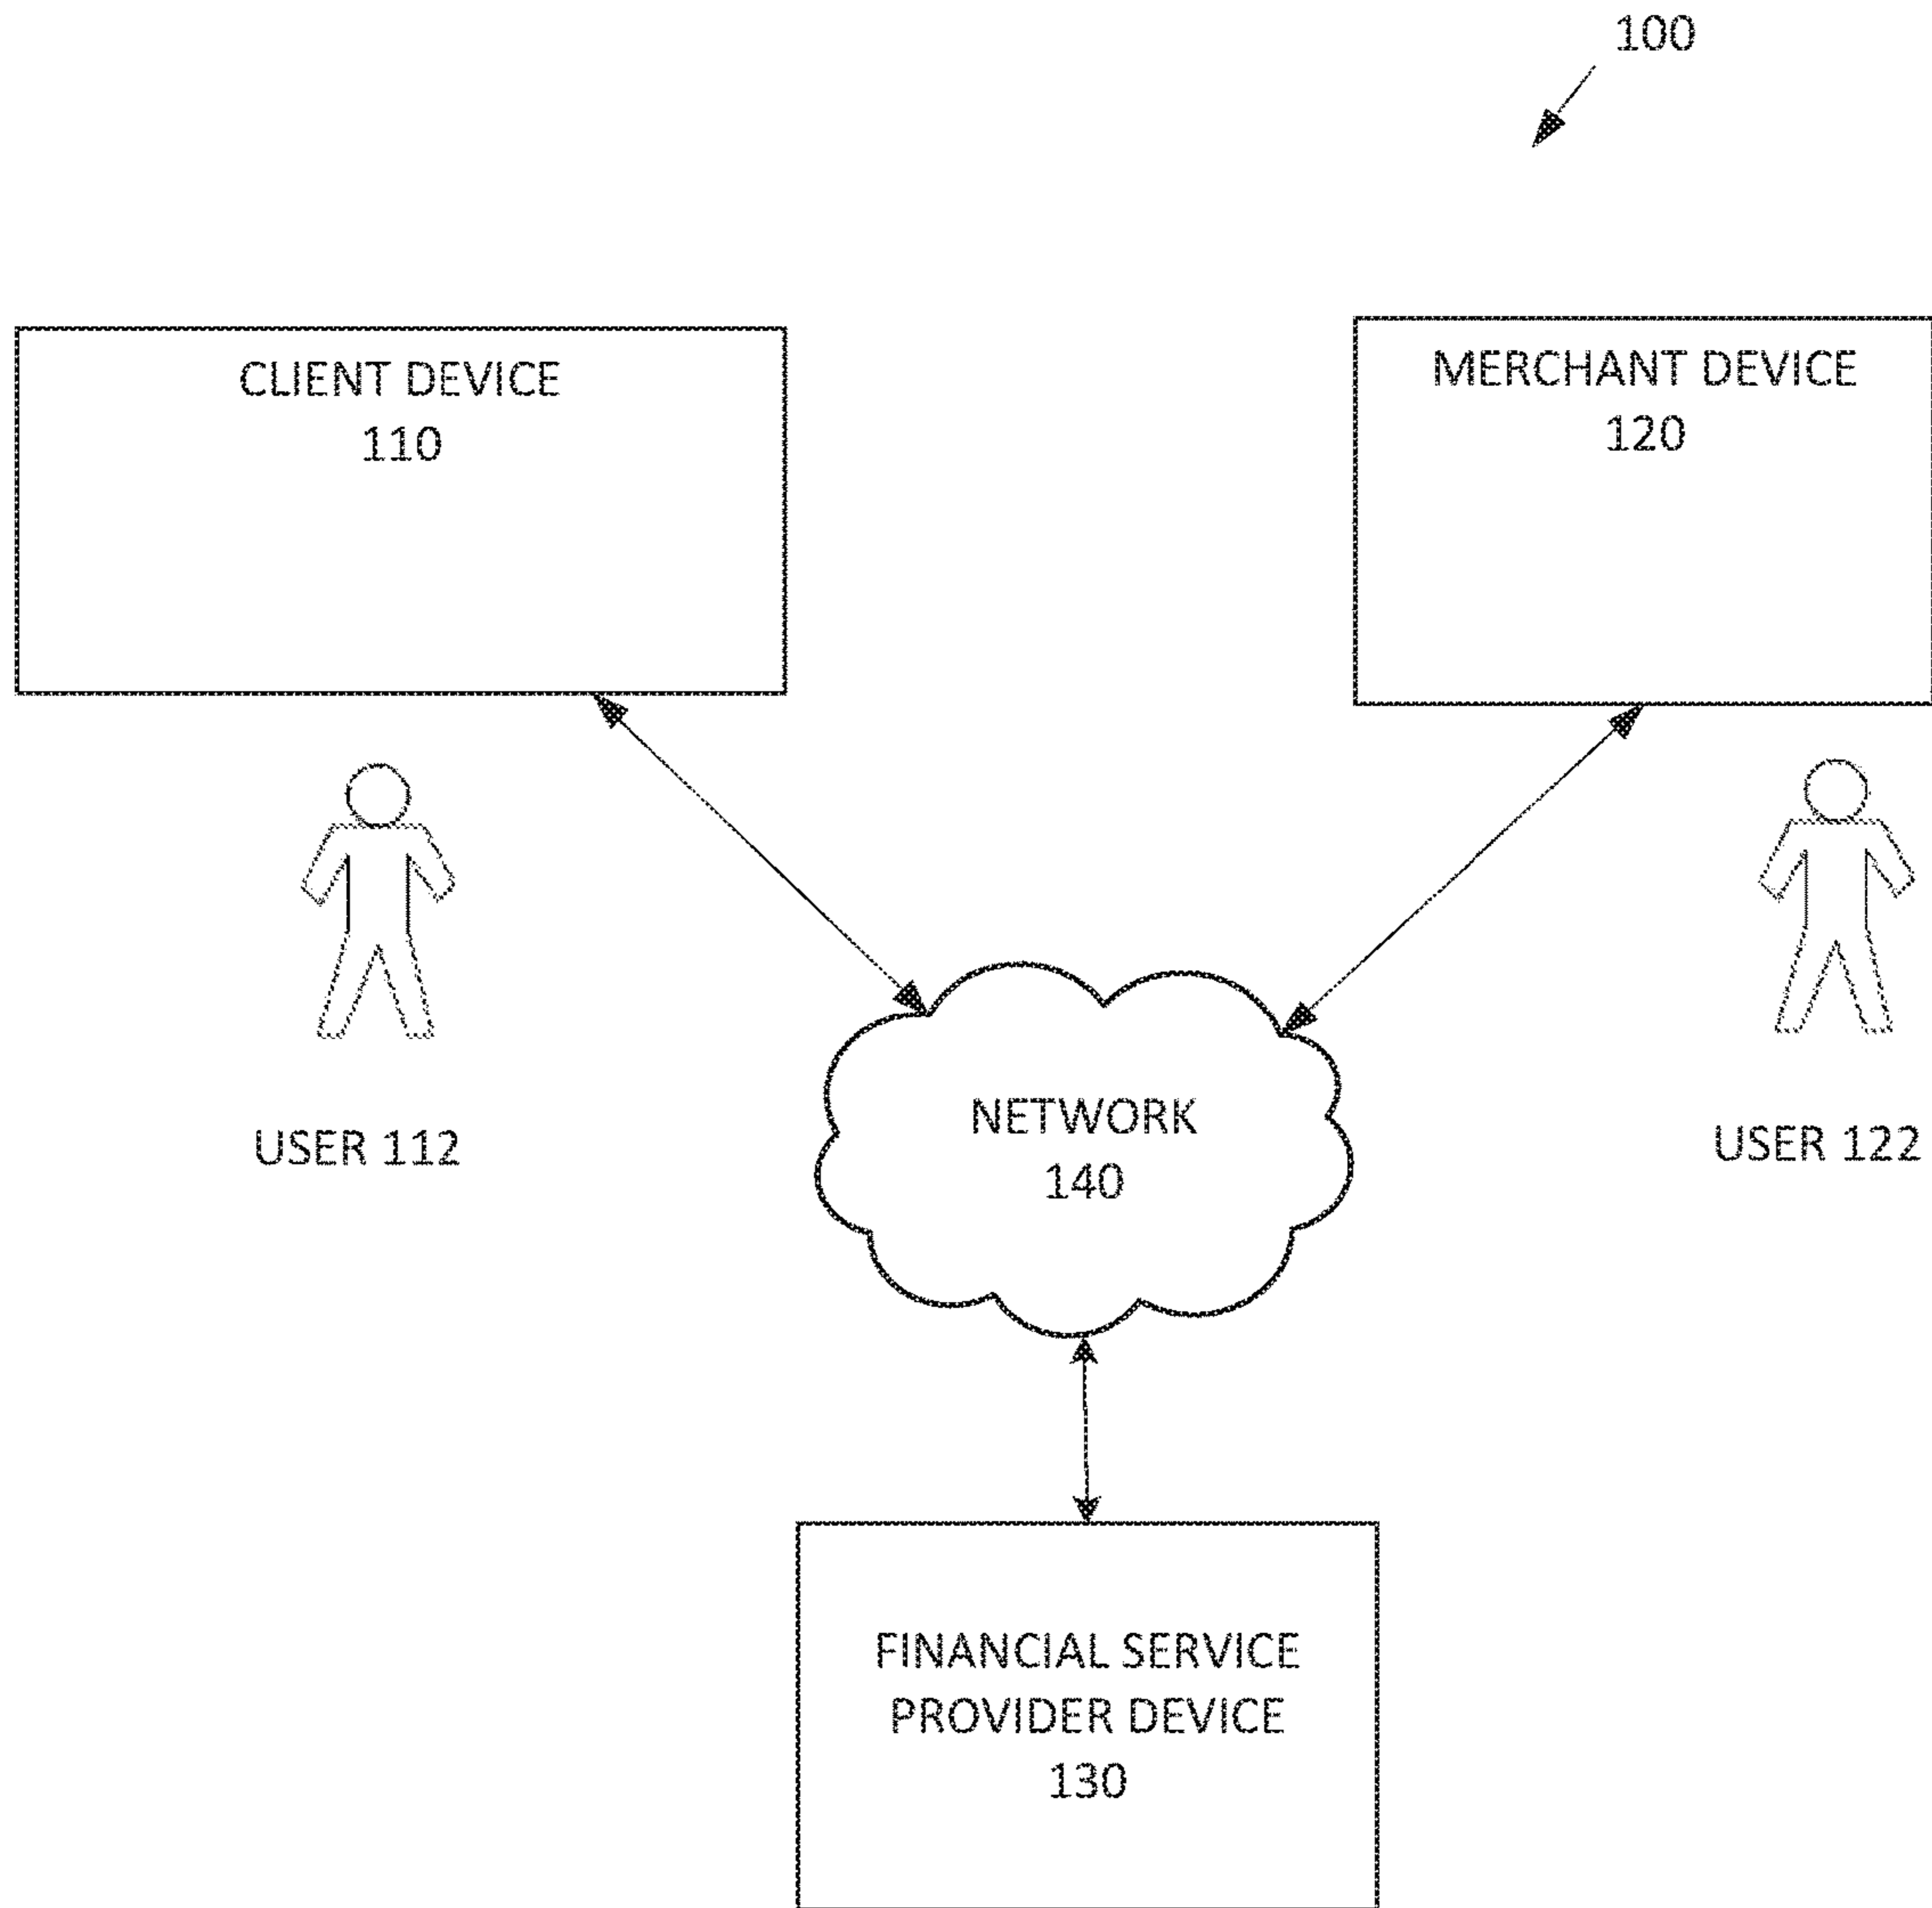 100
CLIENT DEVICE
110
MERCHANT DEVICE
120
USER 112
NETWORK
140
USER 122
FINANCIAL SERVICE
PROVIDER DEVICE
130